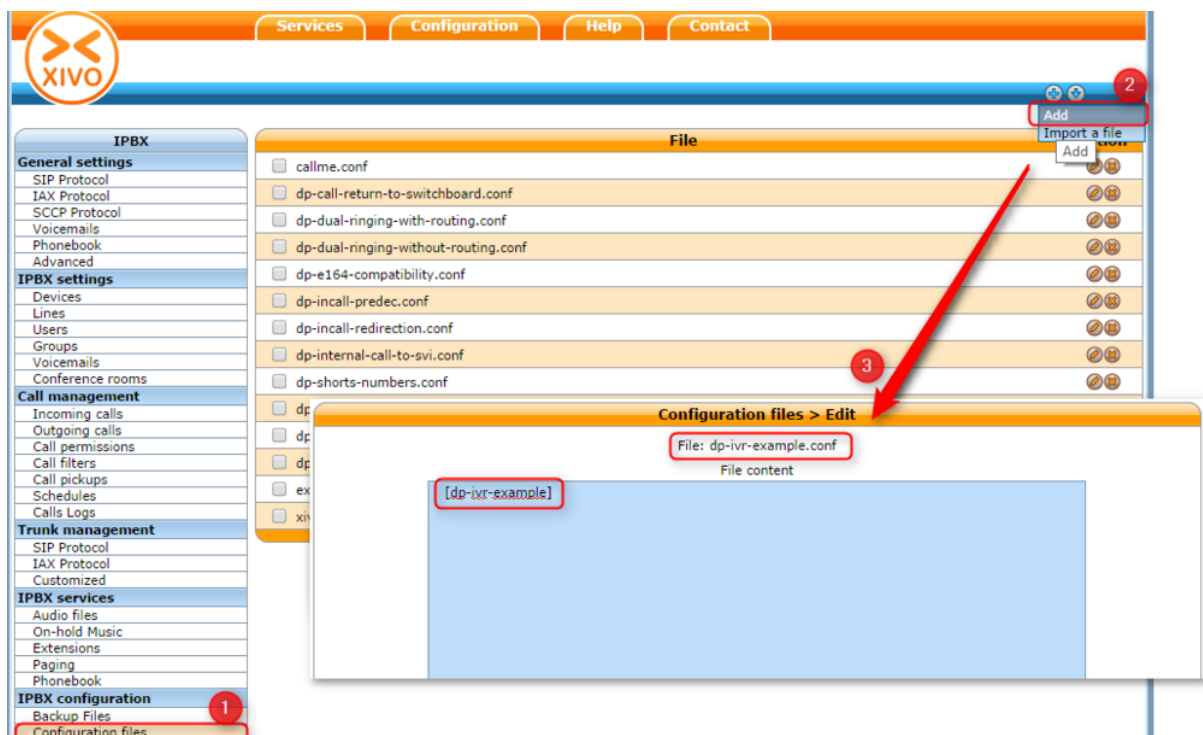 Services Configuration Help Contact
XIVO
2
Add
Import a file
Add
IPBX
General settings
SIP Protocol
IAX Protocol
SCCP Protocol
Voicemails
Phonebook
Advanced
IPBX settings
Devices
Lines
Users
Groups
Voicemails
Conference rooms
Call management
Incoming calls
Outgoing calls
Call permissions
Call filters
Call pickups
Schedules
Calls Logs
Trunk management
SIP Protocol
IAX Protocol
Customized
IPBX services
Audio files
On-hold Music
Extensions
Paging
Phonebook
IPBX configuration
1
Backup Files
Configuration files
File
callme.conf
dp-call-return-to-switchboard.conf
dp-dual-ringing-with-routing.conf
dp-dual-ringing-without-routing.conf
dp-e164-compatibility.conf
dp-incall-predec.conf
dp-incall-redirection.conf
dp-internal-call-to-svi.conf
dp-shorts-numbers.conf
dp
dp
dp
ex
3
Configuration files > Edit
File: dp-ivr-example.conf
File content
[dp-ivr-example]